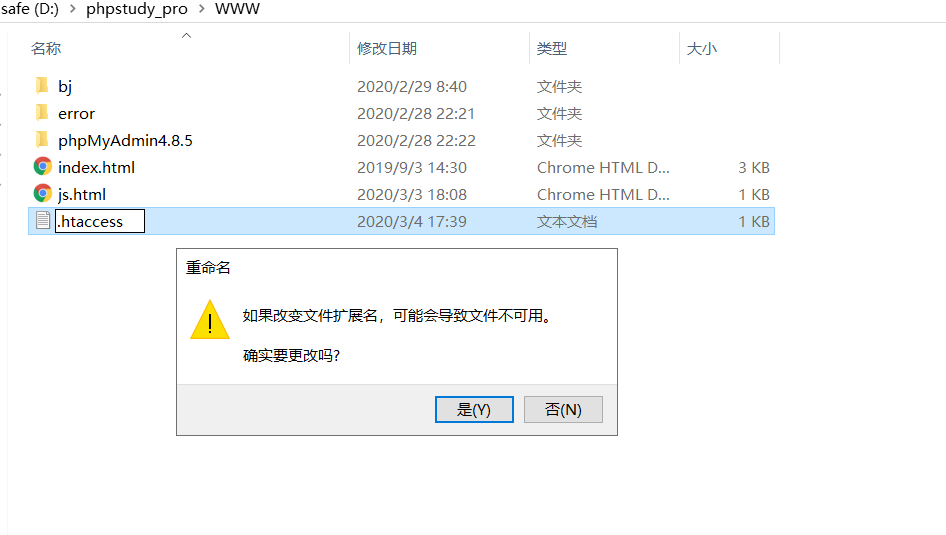 safe (D:) > phpstudy_pro > WWW
名称 修改日期 类型 大小
bj 2020/2/29 8:40 文件夹
error 2020/2/28 22:21 文件夹
phpMyAdmin4.8.5 2020/2/28 22:22 文件夹
index.html 2019/9/3 14:30 Chrome HTML D... 3 KB
js.html 2020/3/3 18:08 Chrome HTML D... 1 KB
.htaccess 2020/3/4 17:39 文本文档 1 KB
重命名
如果改变文件扩展名，可能会导致文件不可用。
确实要更改吗?
是(Y) 否(N)